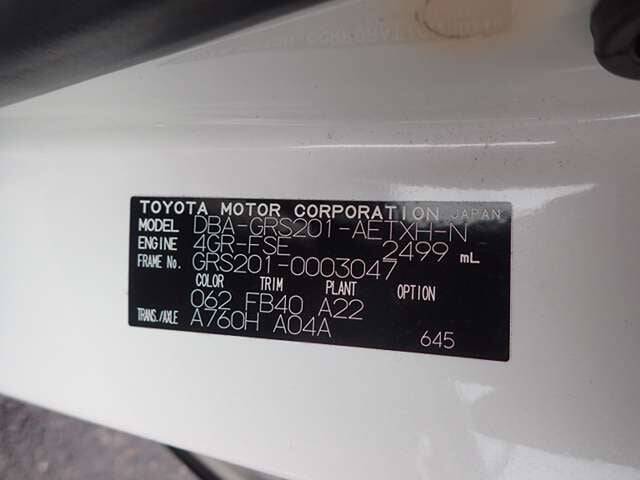 TOYOTA MOTOR CORPORATION JAPAN
MODEL DBA-GRS201-AETXH-N
ENGINE 4GR-FSE 2499 mL
FRAME No. GRS201-0003047
COLOR TRIM PLANT OPTION
062 FB40 A22
TRANS./AXLE A760H A04A
645